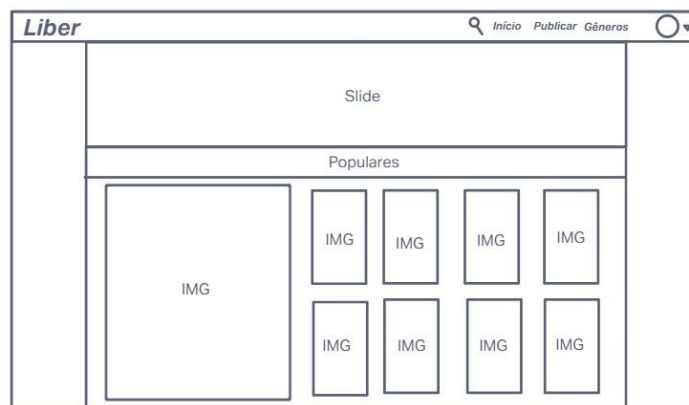 Liber
Início Publicar Gêneros
Slide
Populares
IMG
IMG IMG IMG IMG
IMG IMG IMG IMG